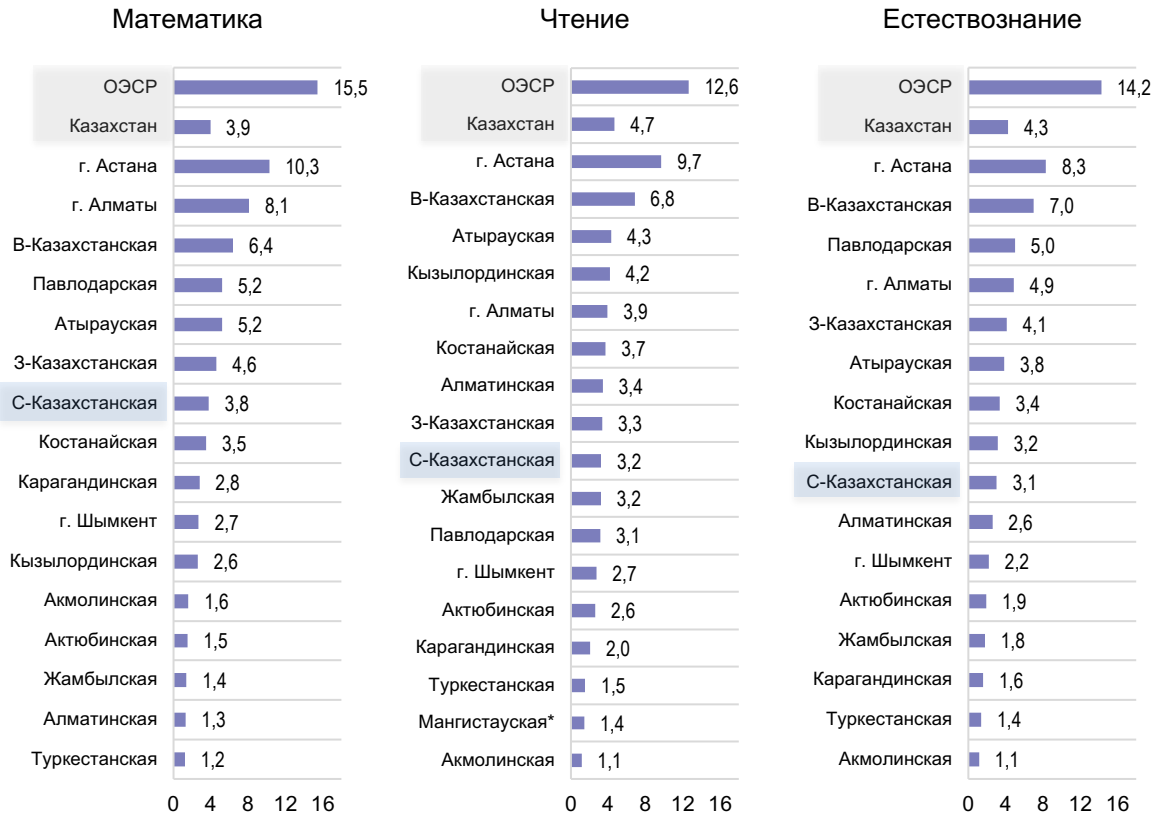 Математика
ОЭСР 15,5
Казахстан 3,9
г. Астана 10,3
г. Алматы 8,1
В-Казахстанская 6,4
Павлодарская 5,2
Атырауская 5,2
З-Казахстанская 4,6
С-Казахстанская 3,8
Костанайская 3,5
Карагандинская 2,8
г. Шымкент 2,7
Кызылординская 2,6
Акмолинская 1,6
Актюбинская 1,5
Жамбылская 1,4
Алматинская 1,3
Туркестанская 1,2
0 4 8 12 16
Чтение
ОЭСР 12,6
Казахстан 4,7
г. Астана 9,7
В-Казахстанская 6,8
Атырауская 4,3
Кызылординская 4,2
г. Алматы 3,9
Костанайская 3,7
Алматинская 3,4
З-Казахстанская 3,3
С-Казахстанская 3,2
Жамбылская 3,2
Павлодарская 3,1
г. Шымкент 2,7
Актюбинская 2,6
Карагандинская 2,0
Туркестанская 1,5
Мангистауская* 1,4
Акмолинская 1,1
0 4 8 12 16
Естествознание
ОЭСР 14,2
Казахстан 4,3
г. Астана 8,3
В-Казахстанская 7,0
Павлодарская 5,0
г. Алматы 4,9
З-Казахстанская 4,1
Атырауская 3,8
Костанайская 3,4
Кызылординская 3,2
С-Казахстанская 3,1
Алматинская 2,6
г. Шымкент 2,2
Актюбинская 1,9
Жамбылская 1,8
Карагандинская 1,6
Туркестанская 1,4
Акмолинская 1,1
0 4 8 12 16